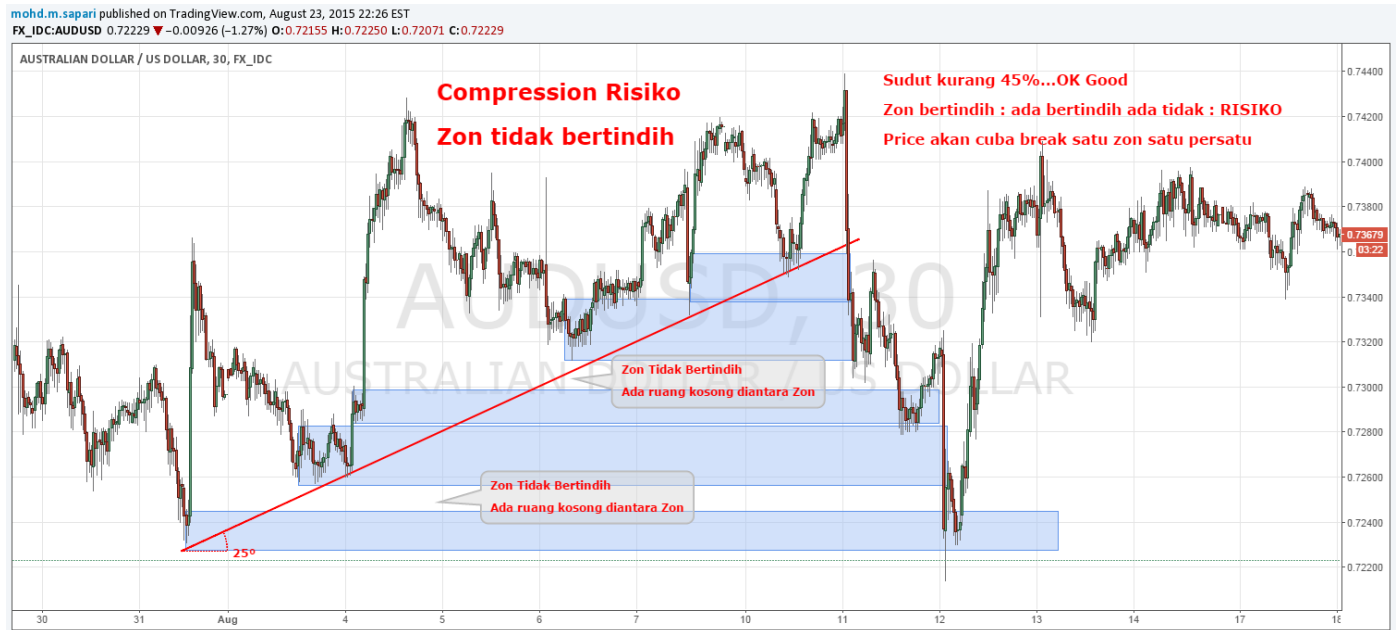 mohd.m.sapari published on TradingView.com, August 23, 2015 22:26 EST
FX_IDC:AUDUSD 0.72229 ▼ −0.00926 (−1.27%) O:0.72155 H:0.72250 L:0.72071 C:0.72229
AUSTRALIAN DOLLAR / US DOLLAR, 30, FX_IDC
Compression Risiko
Zon tidak bertindih
Sudut kurang 45%...OK Good
Zon bertindih : ada bertindih ada tidak : RISIKO
Price akan cuba break satu zon satu persatu
AUDUSD, 30
AUSTRALIAN DOLLAR / US DOLLAR
Zon Tidak Bertindih
Ada ruang kosong diantara Zon
Zon Tidak Bertindih
Ada ruang kosong diantara Zon
25º
0.74400
0.74200
0.74000
0.73800
0.73679
03:22
0.73400
0.73200
0.73000
0.72800
0.72600
0.72400
0.72200
30 31 Aug 4 5 6 7 10 11 12 13 14 17 18